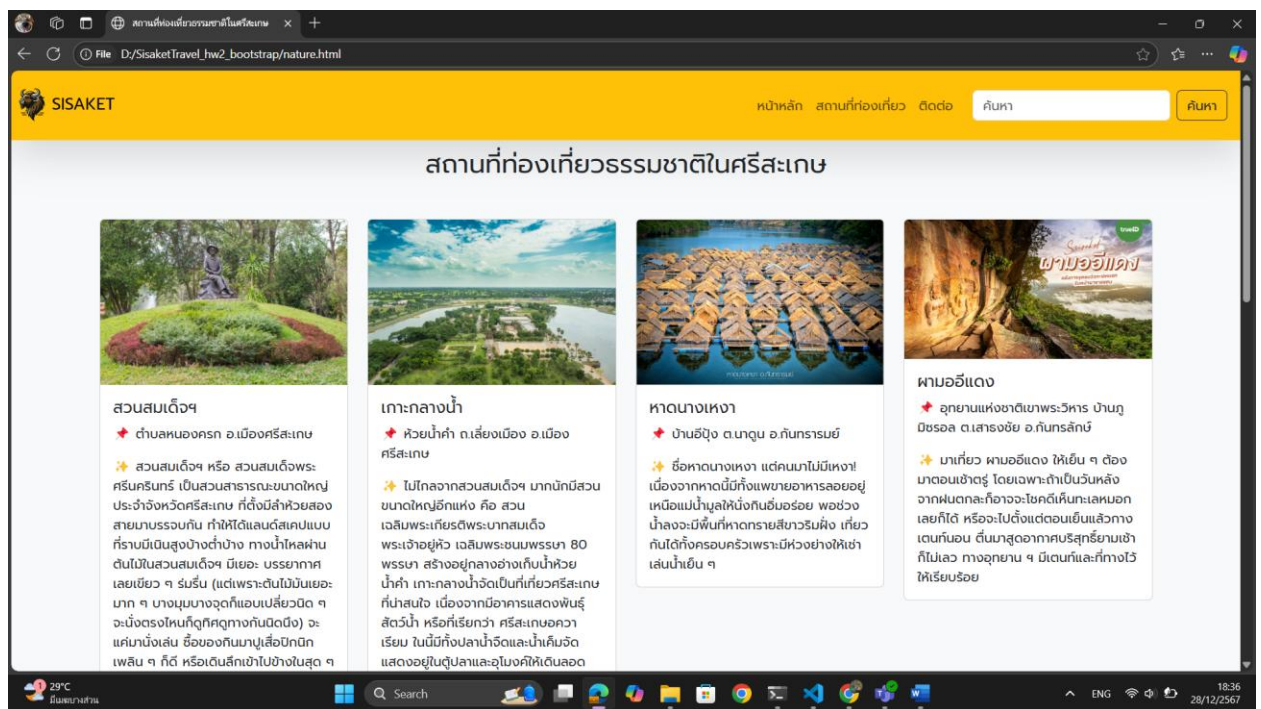 สถานที่ท่องเที่ยวธรรมชาติในศรีสะเกษ
File D:/SisaketTravel_hw2_bootstrap/nature.html
SISAKET
หน้าหลัก สถานที่ท่องเที่ยว ติดต่อ ค้นหา ค้นหา
สถานที่ท่องเที่ยวธรรมชาติในศรีสะเกษ
สวนสมเด็จฯ
ตำบลหนองครก อ.เมืองศรีสะเกษ
สวนสมเด็จฯ หรือ สวนสมเด็จพระ
ศรีนครินทร์ เป็นสวนสาธารณะขนาดใหญ่
ประจำจังหวัดศรีสะเกษ ที่ตั้งมีลำห้วยสอง
สายมาบรรจบกัน ทำให้ได้แลนด์สเคปแบบ
ที่ราบมีเนินสูงบ้างต่ำบ้าง ทางน้ำไหลผ่าน
ต้นไม้ในสวนสมเด็จฯ มีเยอะ บรรยากาศ
เลยเขียว ๆ ร่มรื่น (แต่เพราะต้นไม้มันเยอะ
มาก ๆ บางมุมบางจุดก็แอบเปลี่ยวนิด ๆ
จะนั่งตรงไหนก็ดูทิศดูทางกันนิดนึง) จะ
แค่มานั่งเล่น ซื้อของกินมาปูเสื่อปิกนิก
เพลิน ๆ ก็ดี หรือเดินลึกเข้าไปข้างในสุด ๆ
เกาะกลางน้ำ
ห้วยน้ำคำ ถ.เลี่ยงเมือง อ.เมือง
ศรีสะเกษ
ไม่ไกลจากสวนสมเด็จฯ มากนักมีสวน
ขนาดใหญ่อีกแห่ง คือ สวน
เฉลิมพระเกียรติพระบาทสมเด็จ
พระเจ้าอยู่หัว เฉลิมพระชนมพรรษา 80
พรรษา สร้างอยู่กลางอ่างเก็บน้ำห้วย
น้ำคำ เกาะกลางน้ำจัดเป็นที่เที่ยวศรีสะเกษ
ที่น่าสนใจ เนื่องจากมีอาคารแสดงพันธุ์
สัตว์น้ำ หรือที่เรียกว่า ศรีสะเกษอควา
เรียม ในนี้มีทั้งปลาน้ำจืดและน้ำเค็มจัด
แสดงอยู่ในตู้ปลาและอุโมงค์ให้เดินลอด
หาดนางเหงา
บ้านอีปุ้ง ต.นาดูน อ.กันทรารมย์
ชื่อหาดนางเหงา แต่คนมาไม่มีเหงา!
เนื่องจากหาดนี้มีทั้งแพขายอาหารลอยอยู่
เหนือแม่น้ำมูลให้นั่งกินอิ่มอร่อย พอช่วง
น้ำลงจะมีพื้นที่หาดทรายสีขาวริมฝั่ง เที่ยว
กันได้ทั้งครอบครัวเพราะมีห่วงยางให้เช่า
เล่นน้ำเย็น ๆ
trueID
Sisaket
ผามออีแดง
ผามออีแดง
อุทยานแห่งชาติเขาพระวิหาร บ้านภู
มิซรอล ต.เสาธงชัย อ.กันทรลักษ์
มาเที่ยว ผามออีแดง ให้เย็น ๆ ต้อง
มาตอนเช้าตรู่ โดยเฉพาะถ้าเป็นวันหลัง
จากฝนตกละก็อาจจะโชคดีเห็นทะเลหมอก
เลยก็ได้ หรือจะไปตั้งแต่ตอนเย็นแล้วกาง
เตนท์นอน ตื่นมาสูดอากาศบริสุทธิ์ยามเช้า
ก็ไม่เลว ทางอุทยาน ฯ มีเตนท์และที่ทางไว้
ให้เรียบร้อย
1
29°C
มีเมฆบางส่วน
Search
ENG
18:36
28/12/2567